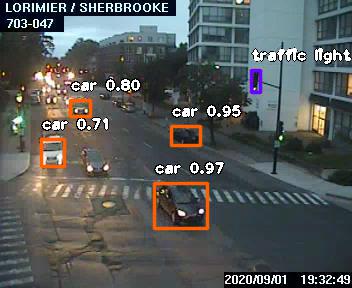 LORIMIER / SHERBROOKE
703-047
traffic light
car 0.80
car 0.95
car 0.71
car 0.97
2020/09/01 19:32:49